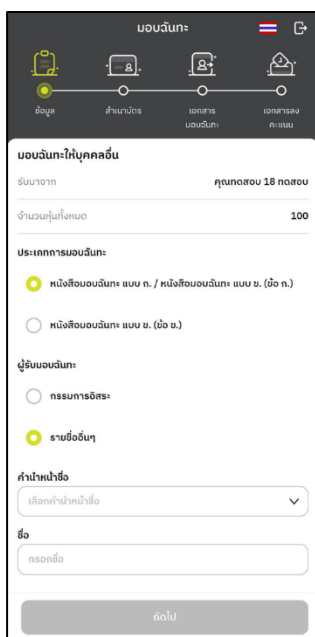 มอบฉันทะ
ข้อมูล
สำเนาบัตร
เอกสาร
มอบฉันทะ
เอกสารลง
คะแนน
มอบฉันทะให้บุคคลอื่น
รับมาจาก คุณทดสอบ 18 ทดสอบ
จำนวนหุ้นทั้งหมด 100
ประเภทการมอบฉันทะ
หนังสือมอบฉันทะ แบบ ก. / หนังสือมอบฉันทะ แบบ ข. (ข้อ ก.)
หนังสือมอบฉันทะ แบบ ข. (ข้อ ข.)
ผู้รับมอบฉันทะ
กรรมการอิสระ
รายชื่ออื่นๆ
คำนำหน้าชื่อ
เลือกคำนำหน้าชื่อ
ชื่อ
กรอกชื่อ
ถัดไป